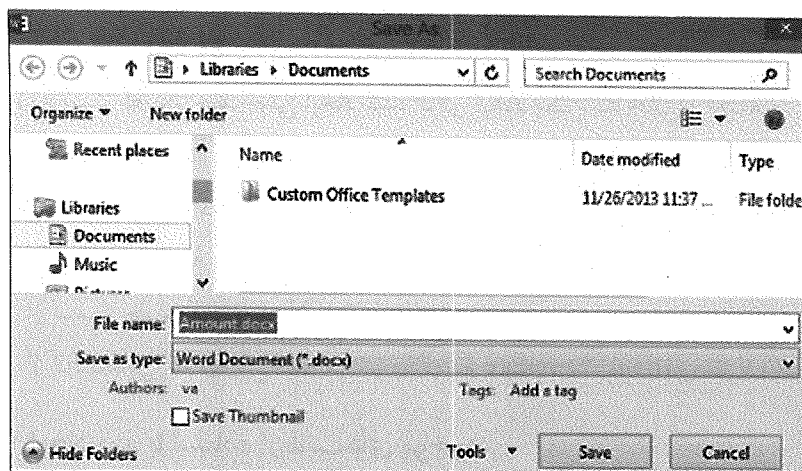 Save As
Libraries Documents Search Documents
Organize New folder
Recent places Name Date modified Type
Custom Office Templates 11/26/2013 11:37 ... File folde
Libraries
Documents
Music
File name: Amount.docx
Save as type: Word Document (*.docx)
Authors: va Tags: Add a tag
Save Thumbnail
Hide Folders Tools Save Cancel